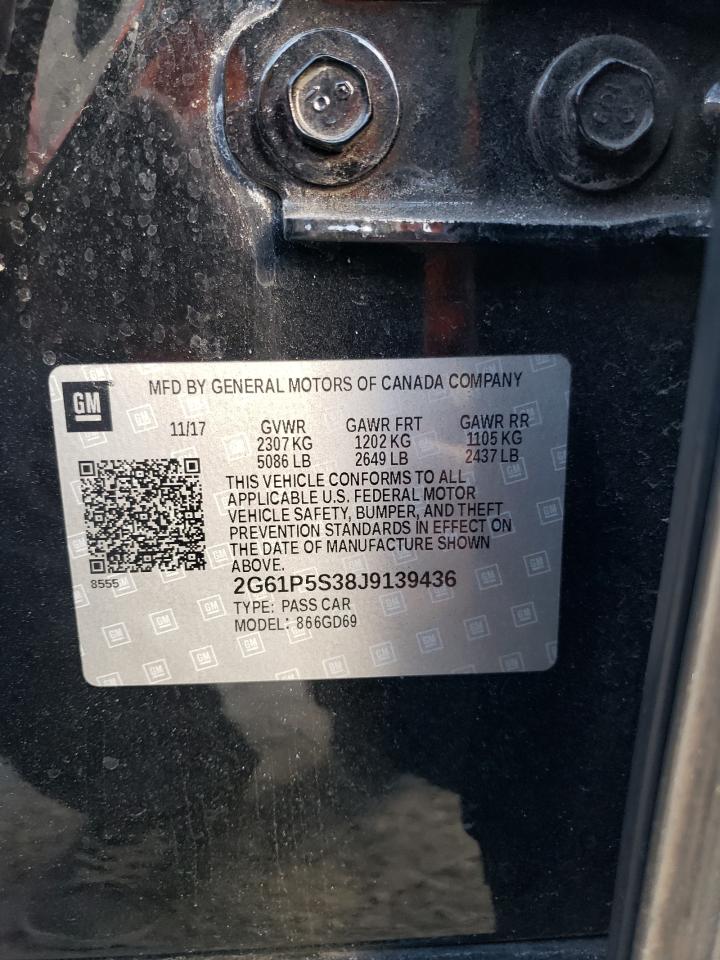 MFD BY GENERAL MOTORS OF CANADA COMPANY
GM
11/17 GVWR GAWR FRT GAWR RR
2307 KG 1202 KG 1105 KG
5086 LB 2649 LB 2437 LB
THIS VEHICLE CONFORMS TO ALL
APPLICABLE U.S. FEDERAL MOTOR
VEHICLE SAFETY, BUMPER, AND THEFT
PREVENTION STANDARDS IN EFFECT ON
THE DATE OF MANUFACTURE SHOWN
ABOVE.
8555
2G61P5S38J9139436
TYPE: PASS CAR
MODEL: 866GD69